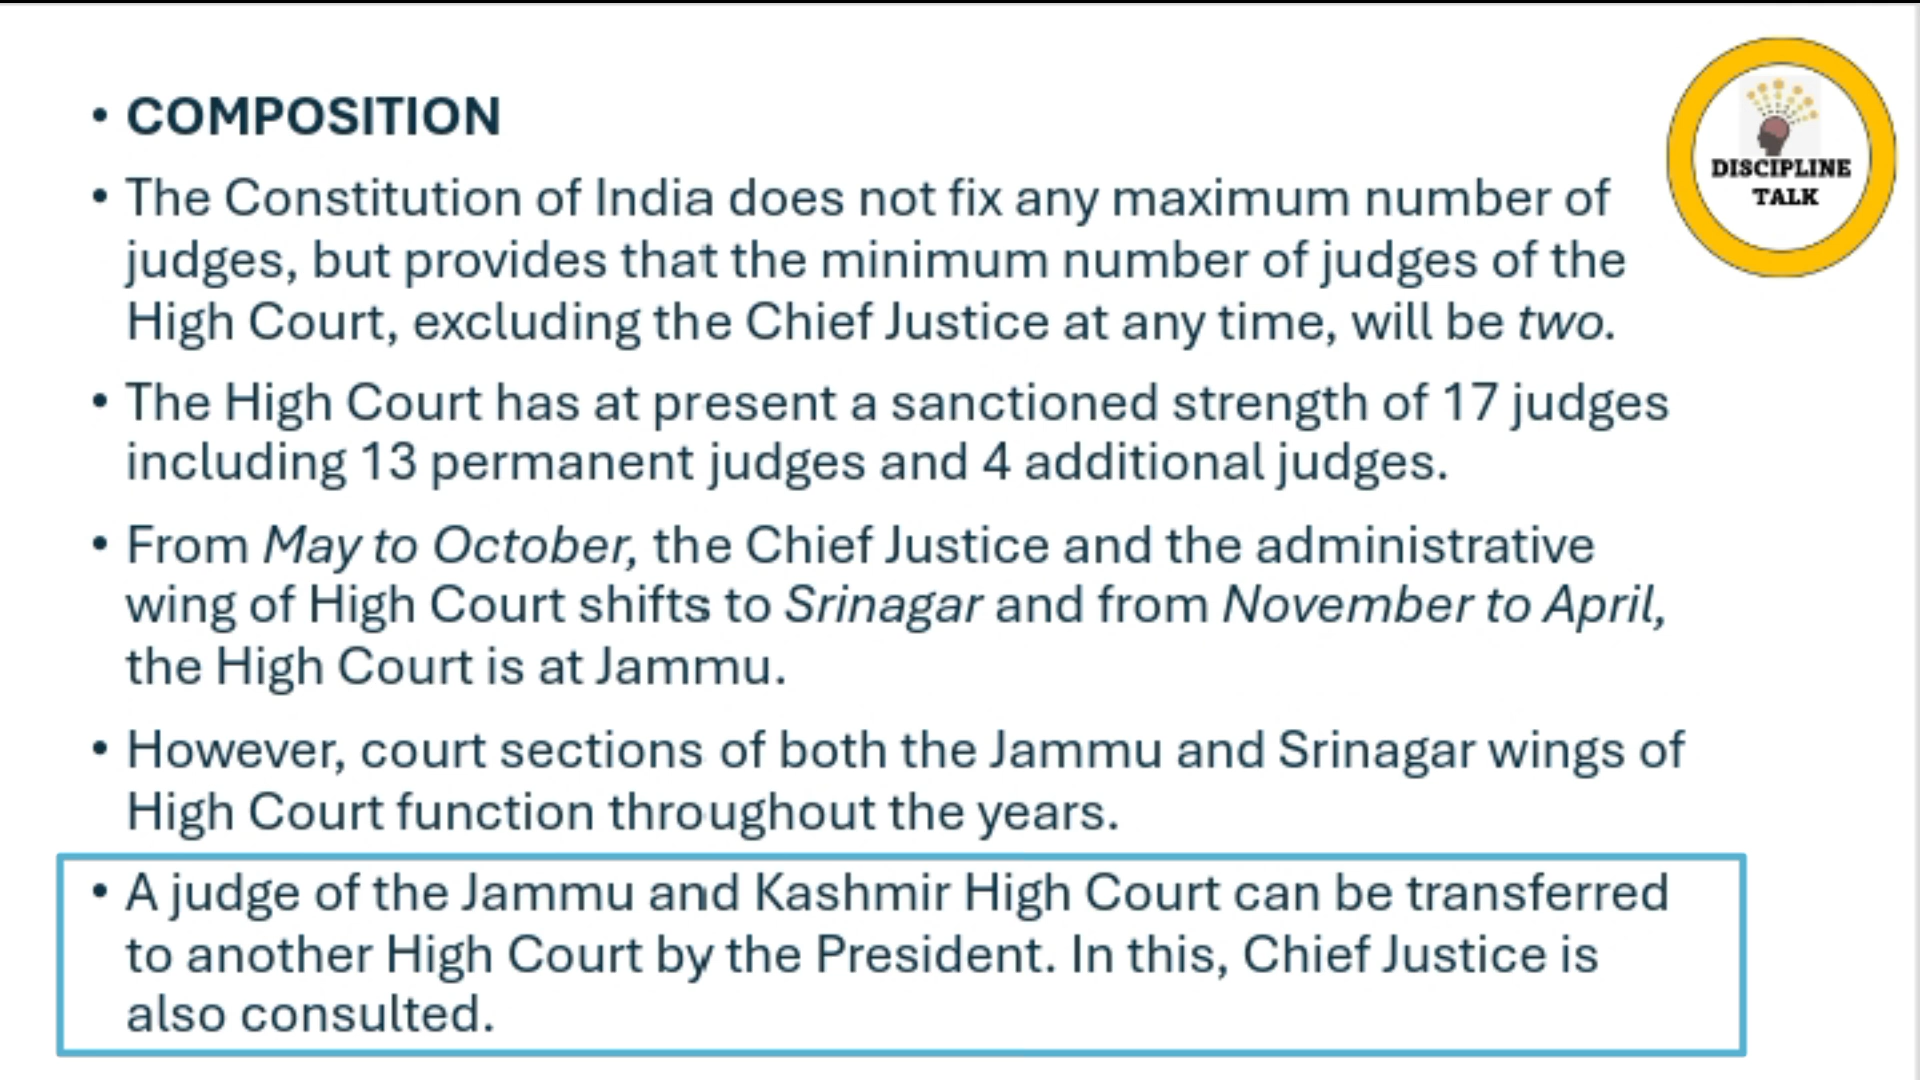 • COMPOSITION
• The Constitution of India does not fix any maximum number of
judges, but provides that the minimum number of judges of the
High Court, excluding the Chief Justice at any time, will be two.
• The High Court has at present a sanctioned strength of 17 judges
including 13 permanent judges and 4 additional judges.
• From May to October, the Chief Justice and the administrative
wing of High Court shifts to Srinagar and from November to April,
the High Court is at Jammu.
• However, court sections of both the Jammu and Srinagar wings of
High Court function throughout the years.
• A judge of the Jammu and Kashmir High Court can be transferred
to another High Court by the President. In this, Chief Justice is
also consulted.
DISCIPLINE
TALK